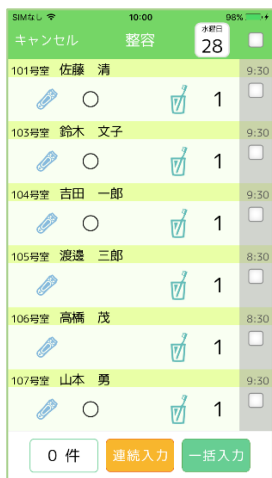 SIMなし 10:00 98%
キャンセル 整容 水曜日 28
101号室 佐藤 清 9:30
○ 1
103号室 鈴木 文子 9:30
○ 1
104号室 吉田 一郎 9:30
○ 1
105号室 渡邊 三郎 8:30
1
106号室 高橋 茂 8:30
1
107号室 山本 勇 9:30
○ 1
0 件 連続入力 一括入力